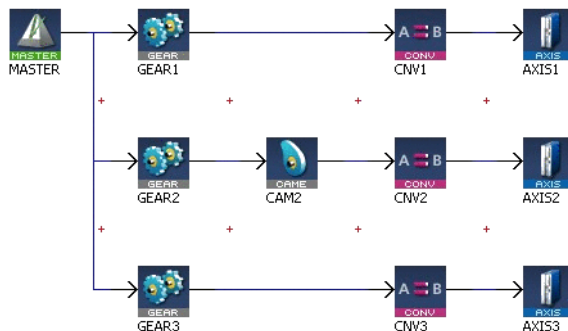 MASTER GEAR A B CONV AXIS
MASTER GEAR1 CNV1 AXIS1
GEAR CAME A B CONV AXIS
GEAR2 CAM2 CNV2 AXIS2
GEAR A B CONV AXIS
GEAR3 CNV3 AXIS3